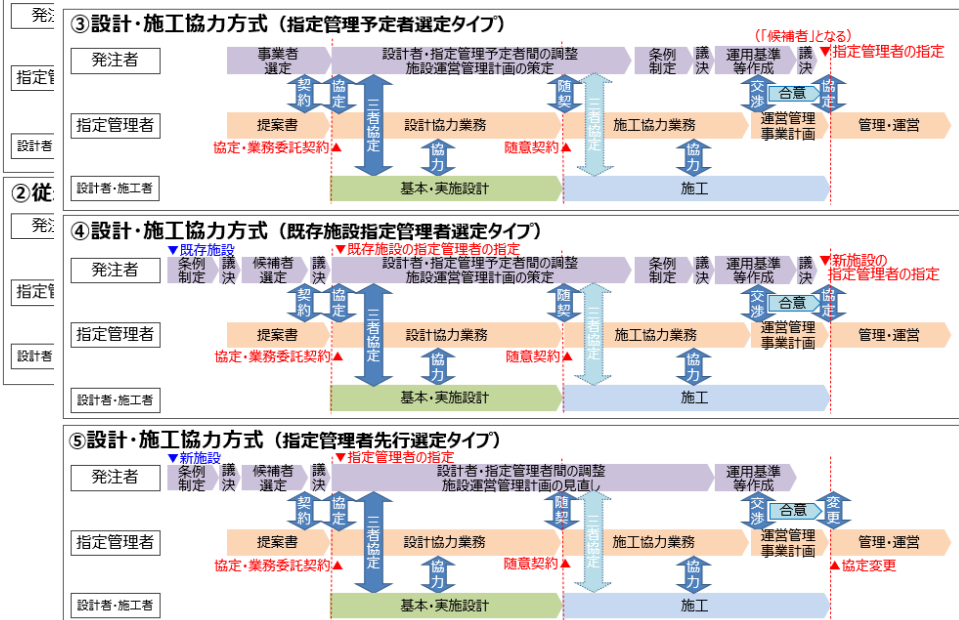 発
指定管
設計者
②従
発
指定管
設計者
③設計・施工協力方式（指定管理予定者選定タイプ）
（「候補者」となる）
発注者
事業者
選定
設計者・指定管理予定者間の調整
施設運営管理計画の策定
条例
制定
議決
運用基準
等作成
議決
▼指定管理者の指定
契約
協定
三者協定
随契
三者協定
交渉
合意
協定
指定管理者
提案書
設計協力業務
施工協力業務
運営管理
事業計画
管理・運営
協定・業務委託契約▲
協力
随意契約▲
協力
設計者・施工者
基本・実施設計
施工
④設計・施工協力方式（既存施設指定管理者選定タイプ）
▼既存施設
▼既存施設の指定管理者の指定
発注者
条例
制定
議決
候補者
選定
議決
設計者・指定管理予定者間の調整
施設運営管理計画の策定
条例
制定
議決
運用基準
等作成
議決
▼新施設の
指定管理者の指定
契約
協定
三者協定
随契
三者協定
交渉
合意
協定
指定管理者
提案書
設計協力業務
施工協力業務
運営管理
事業計画
管理・運営
協定・業務委託契約▲
協力
随意契約▲
協力
設計者・施工者
基本・実施設計
施工
⑤設計・施工協力方式（指定管理者先行選定タイプ）
▼新施設
▼指定管理者の指定
発注者
条例
制定
議決
候補者
選定
議決
設計者・指定管理者間の調整
施設運営管理計画の見直し
運用基準
等作成
契約
協定
三者協定
随契
三者協定
交渉
合意
変更
指定管理者
提案書
設計協力業務
施工協力業務
運営管理
事業計画
管理・運営
協定・業務委託契約▲
協力
随意契約▲
協力
▲協定変更
設計者・施工者
基本・実施設計
施工